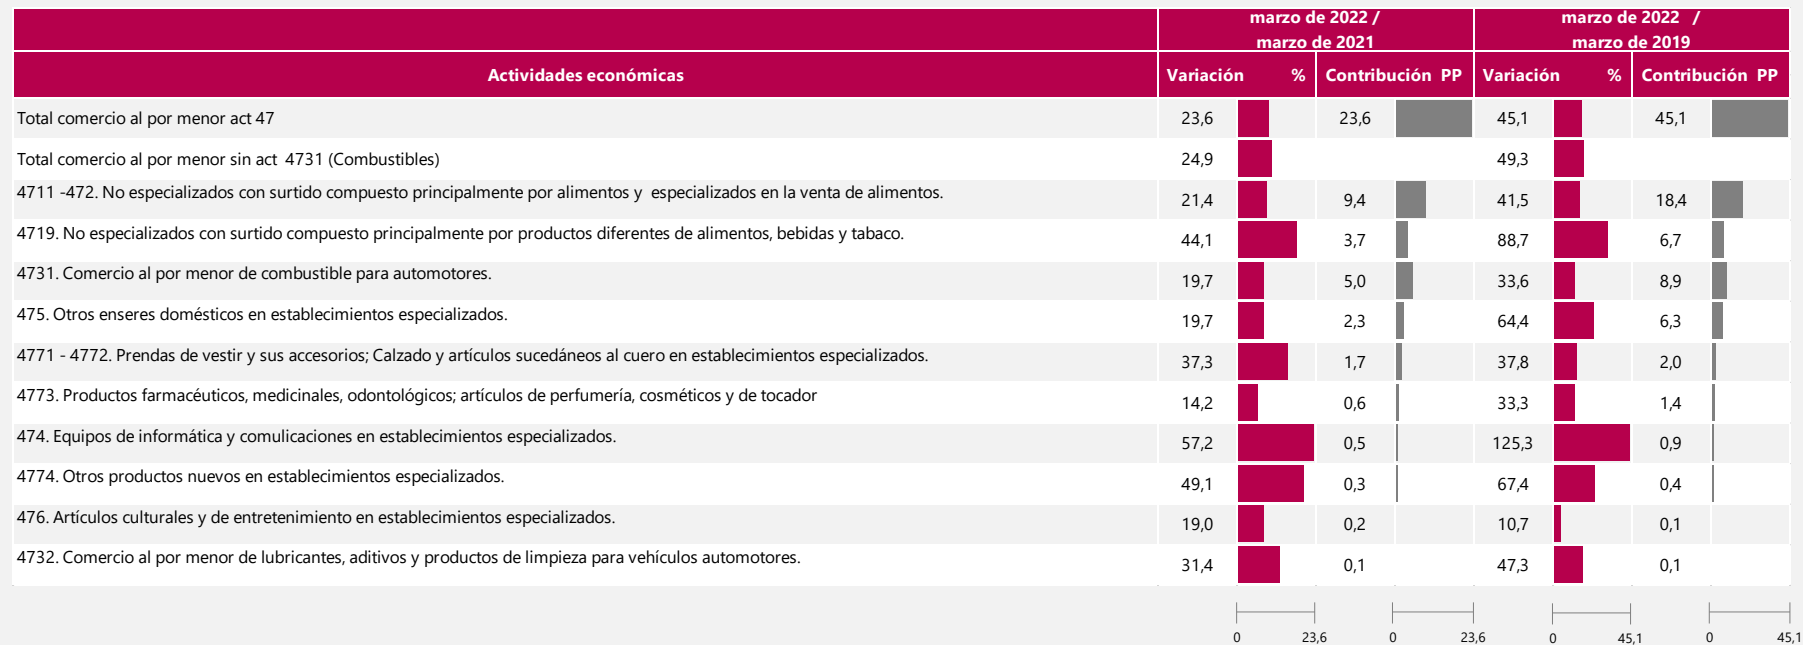 marzo de 2022 / marzo de 2022 /
marzo de 2021 marzo de 2019
Actividades económicas Variación % Contribución PP Variación % Contribución PP
Total comercio al por menor act 47 23,6 23,6 45,1 45,1
Total comercio al por menor sin act 4731 (Combustibles) 24,9 49,3
4711 -472. No especializados con surtido compuesto principalmente por alimentos y especializados en la venta de alimentos. 21,4 9,4 41,5 18,4
4719. No especializados con surtido compuesto principalmente por productos diferentes de alimentos, bebidas y tabaco. 44,1 3,7 88,7 6,7
4731. Comercio al por menor de combustible para automotores. 19,7 5,0 33,6 8,9
475. Otros enseres domésticos en establecimientos especializados. 19,7 2,3 64,4 6,3
4771 - 4772. Prendas de vestir y sus accesorios; Calzado y artículos sucedáneos al cuero en establecimientos especializados. 37,3 1,7 37,8 2,0
4773. Productos farmacéuticos, medicinales, odontológicos; artículos de perfumería, cosméticos y de tocador 14,2 0,6 33,3 1,4
474. Equipos de informática y comulicaciones en establecimientos especializados. 57,2 0,5 125,3 0,9
4774. Otros productos nuevos en establecimientos especializados. 49,1 0,3 67,4 0,4
476. Artículos culturales y de entretenimiento en establecimientos especializados. 19,0 0,2 10,7 0,1
4732. Comercio al por menor de lubricantes, aditivos y productos de limpieza para vehículos automotores. 31,4 0,1 47,3 0,1
0 23,6 0 23,6 0 45,1 0 45,1